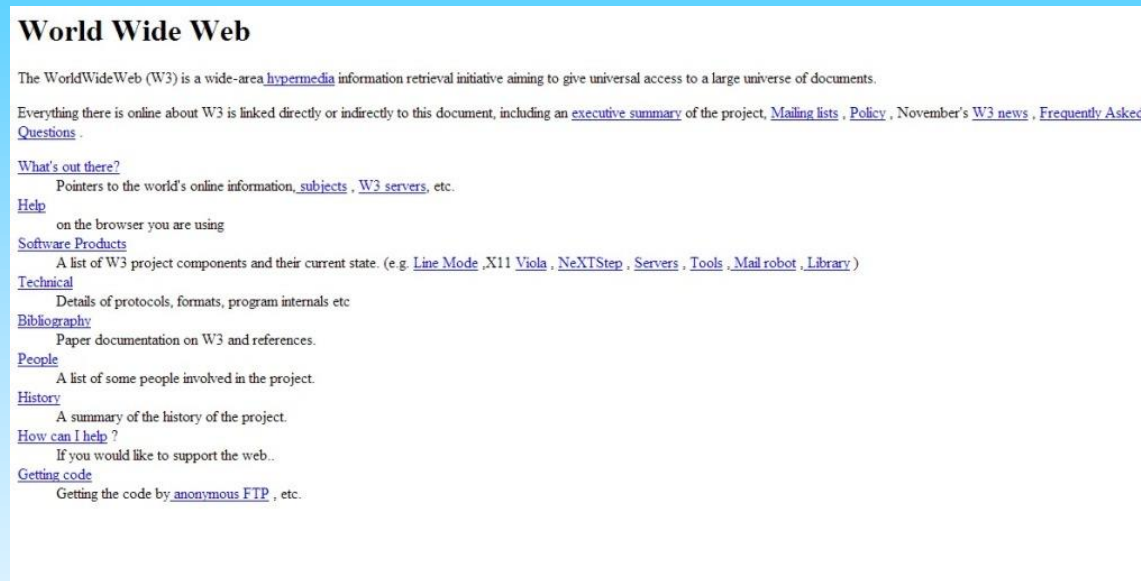 World Wide Web
The WorldWideWeb (W3) is a wide-area hypermedia information retrieval initiative aiming to give universal access to a large universe of documents.
Everything there is online about W3 is linked directly or indirectly to this document, including an executive summary of the project, Mailing lists , Policy , November's W3 news , Frequently Asked
Questions .
What's out there?
Pointers to the world's online information, subjects , W3 servers, etc.
Help
on the browser you are using
Software Products
A list of W3 project components and their current state. (e.g. Line Mode ,X11 Viola , NeXTStep , Servers , Tools , Mail robot , Library )
Technical
Details of protocols, formats, program internals etc
Bibliography
Paper documentation on W3 and references.
People
A list of some people involved in the project.
History
A summary of the history of the project.
How can I help ?
If you would like to support the web..
Getting code
Getting the code by anonymous FTP , etc.